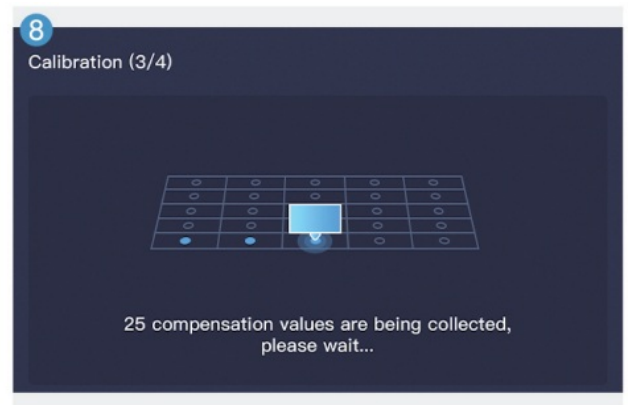 8
Calibration (3/4)
25 compensation values are being collected,
please wait...